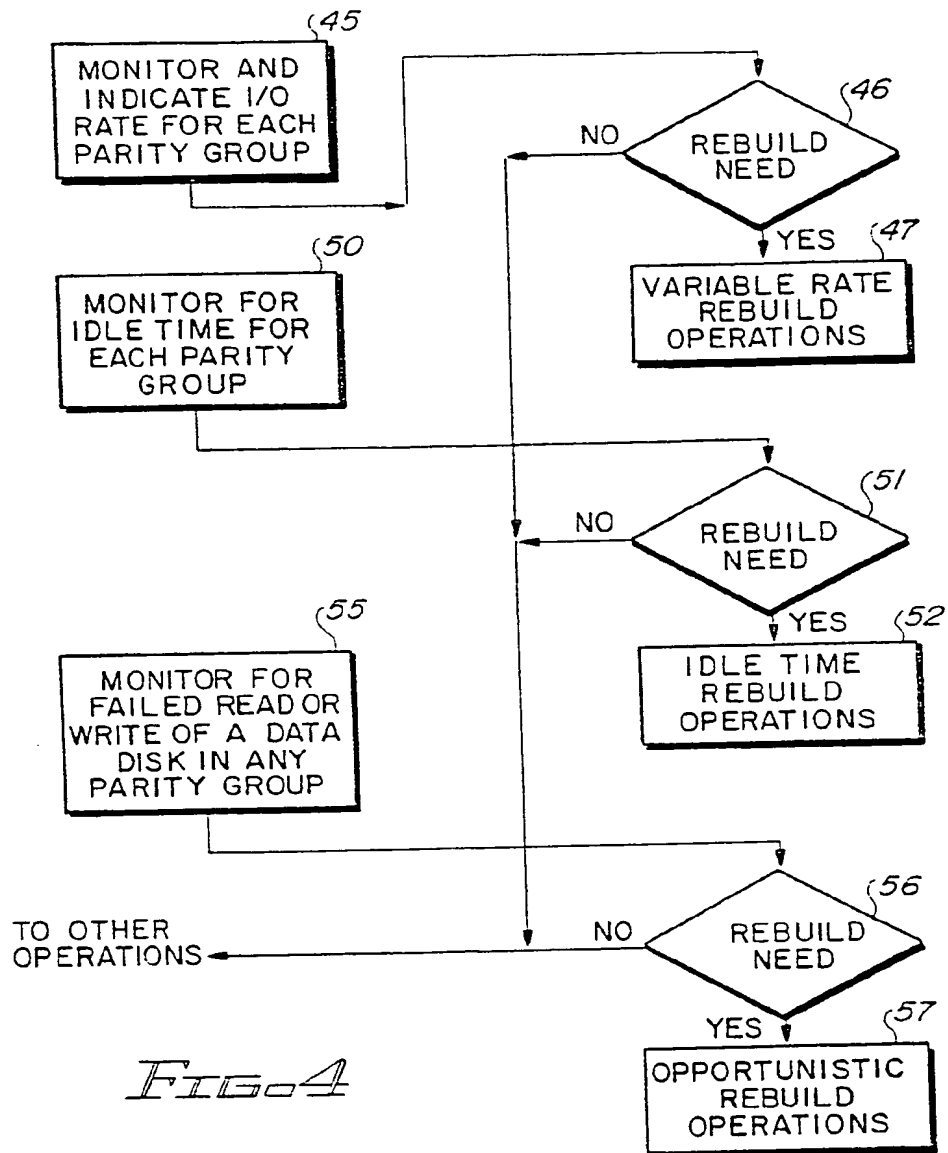 45
MONITOR AND
INDICATE I/O
RATE FOR EACH
PARITY GROUP
46
REBUILD
NEED
NO
YES
47
VARIABLE RATE
REBUILD
OPERATIONS
50
MONITOR FOR
IDLE TIME FOR
EACH PARITY
GROUP
51
REBUILD
NEED
NO
YES
52
IDLE TIME
REBUILD
OPERATIONS
55
MONITOR FOR
FAILED READ OR
WRITE OF A DATA
DISK IN ANY
PARITY GROUP
56
REBUILD
NEED
NO
TO OTHER
OPERATIONS
YES
57
OPPORTUNISTIC
REBUILD
OPERATIONS
FIG. 4